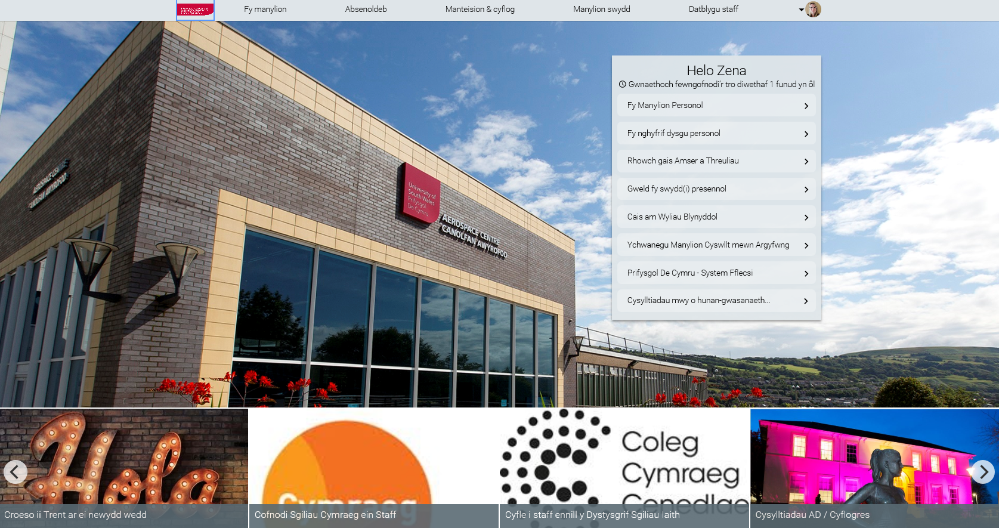 Fy manylion
Absenoldeb
Manteision & cyflog
Manylion swydd
Datblygu staff
Helo Zena
Gwnaethoch fewngofnodi'r tro diwethaf 1 funud yn ôl
Fy Manylion Personol
Fy nghyfrif dysgu personol
Rhowch gais Amser a Threuliau
Gweld fy swydd(i) presennol
Cais am Wyliau Blynyddol
Ychwanegu Manylion Cyswllt mewn Argyfwng
Prifysgol De Cymru - System Fflecsi
Cysylltiadau mwy o hunan-gwasanaeth...
AEROSPACE CENTRE
CANOLFAN AWYROFOD
University of
South Wales
Prifysgol
De Cymru
AEROSPACE CENTRE
CANOLFAN AWYROFOD
Hola
Croeso ii Trent ar ei newydd wedd
Cymraeg
Cofnodi Sgiliau Cymraeg ein Staff
Coleg
Cymraeg
Cenedlae
Cyfle i staff ennill y Dystysgrif Sgiliau Iaith
Cysylltiadau AD / Cyflogres